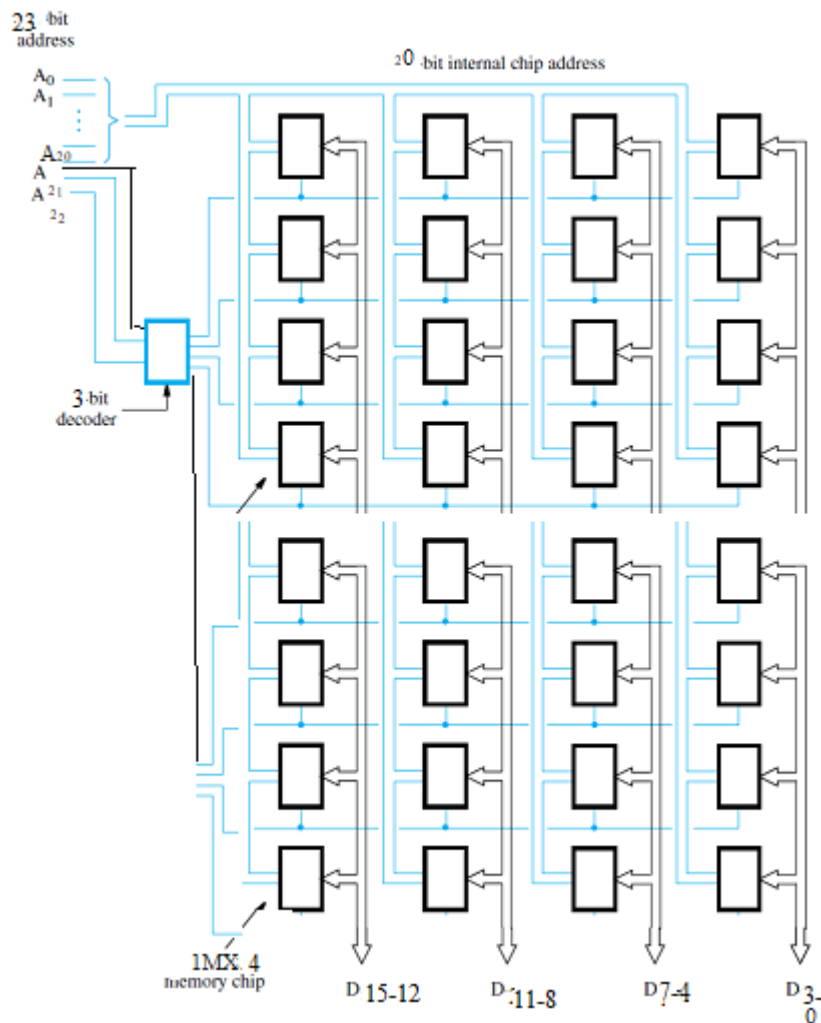 23 -bit
address
20 -bit internal chip address
A0
A1
A20
A
A 21
22
3-bit
decoder
1MX 4
memory chip
D 15-12
D 11-8
D7-4
D 3-
0